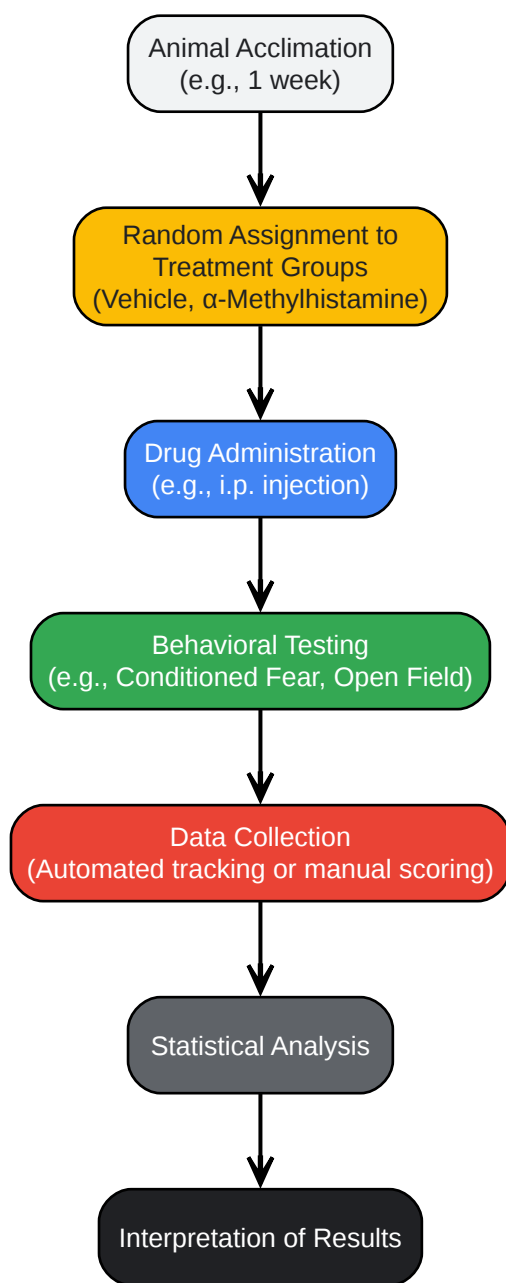 Animal Acclimation
(e.g., 1 week)
Random Assignment to
Treatment Groups
(Vehicle, α-Methylhistamine)
Drug Administration
(e.g., i.p. injection)
Behavioral Testing
(e.g., Conditioned Fear, Open Field)
Data Collection
(Automated tracking or manual scoring)
Statistical Analysis
Interpretation of Results